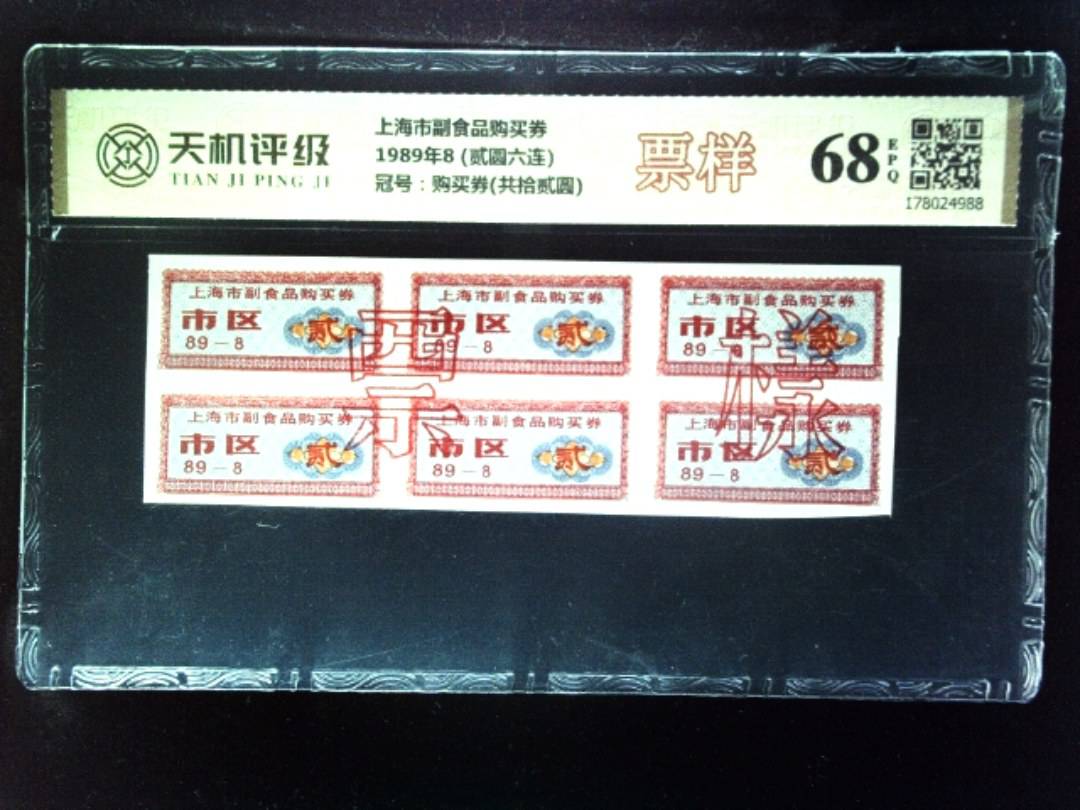 天机评级
TIAN JI PING JI
上海市副食品购买券
1989年8 (贰圆六连)
冠号：购买券(共拾贰圆)
票样
68
EPQ
178024988
上海市副食品购买券
市区
贰
89－8
上海市副食品购买券
市区
贰
89－8
上海市副食品购买券
市区
贰
89－8
上海市副食品购买券
市区
贰
89－8
上海市副食品购买券
市区
贰
89－8
上海市副食品购买券
市区
贰
89－8
票
樣